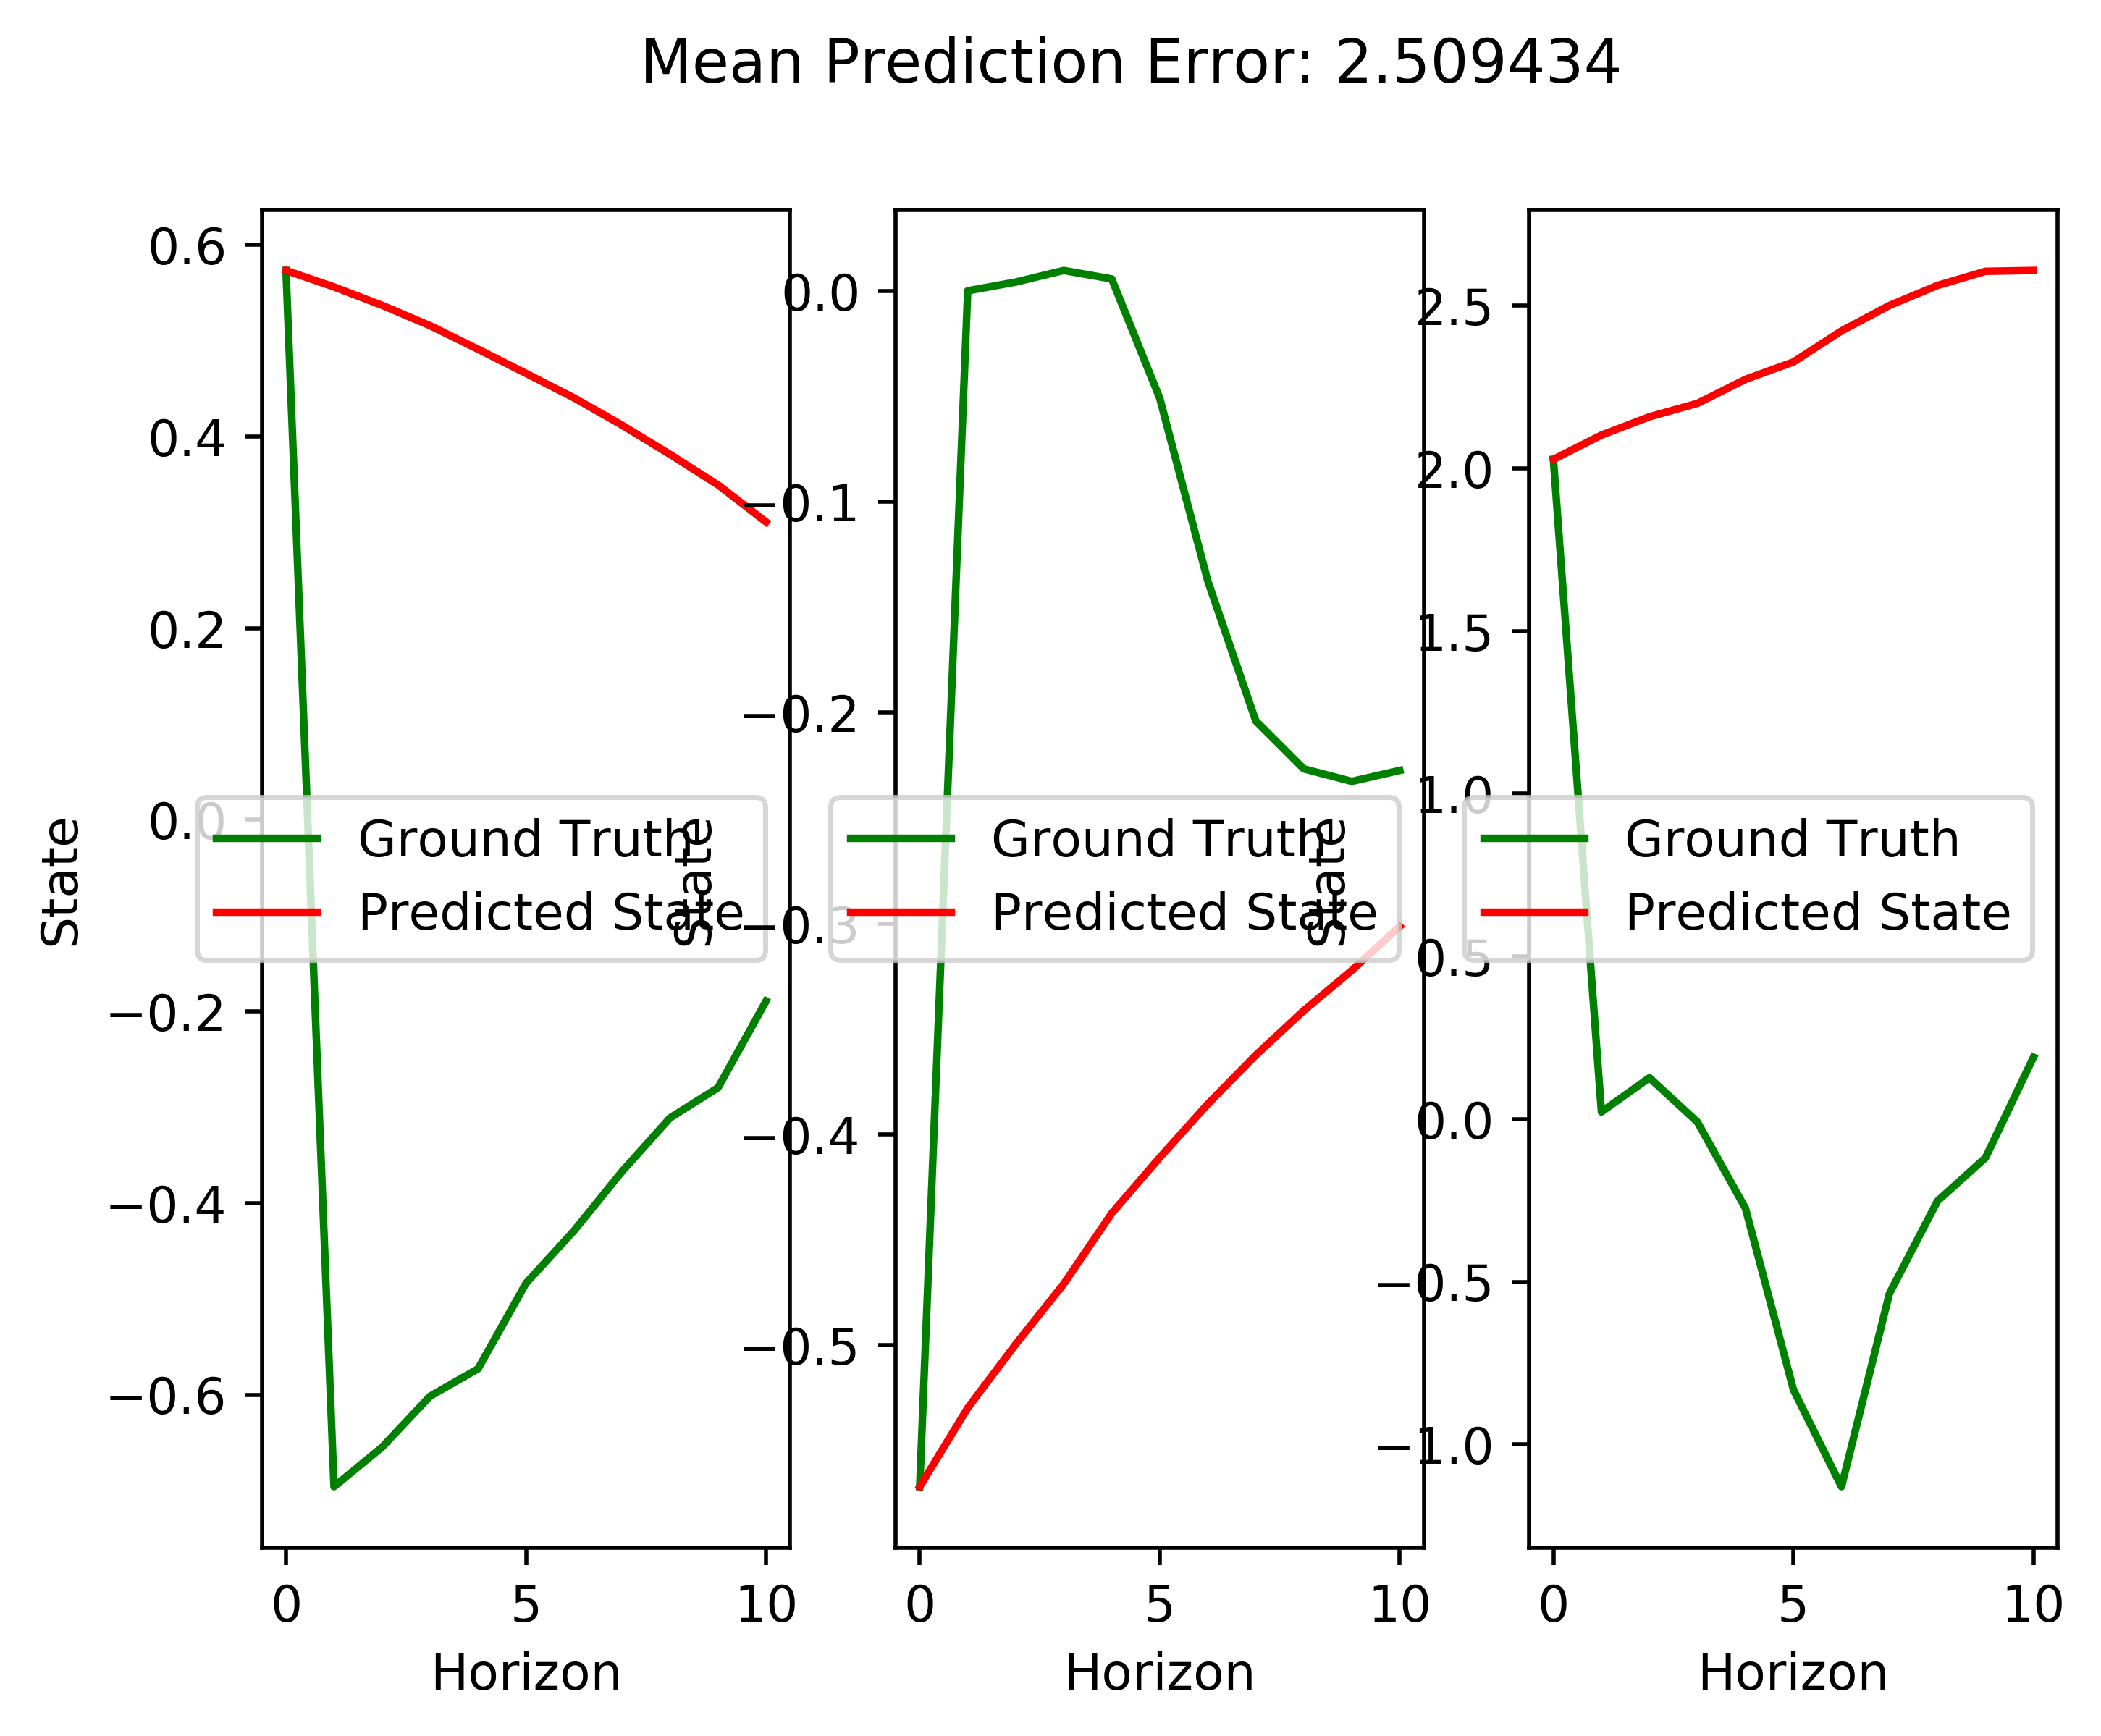 Mean Prediction Error: 2.509434
0.6
0.4
0.2
0.0
−0.2
−0.4
−0.6
State
Ground Truth
Predicted State
0
5
10
Horizon
0.0
−0.1
−0.2
−0.3
−0.4
−0.5
State
Ground Truth
Predicted State
0
5
10
Horizon
2.5
2.0
1.5
1.0
0.5
0.0
−0.5
−1.0
State
Ground Truth
Predicted State
0
5
10
Horizon